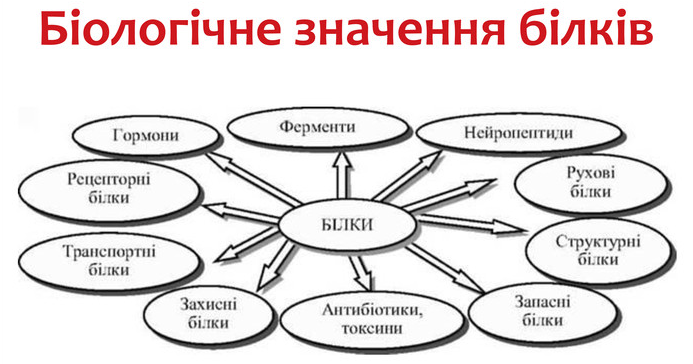 Біологічне значення білків
Гормони
Ферменти
Нейропептиди
Рецепторні
білки
Рухові
білки
БІЛКИ
Транспортні
білки
Структурні
білки
Захисні
білки
Антибіотики,
токсини
Запасні
білки